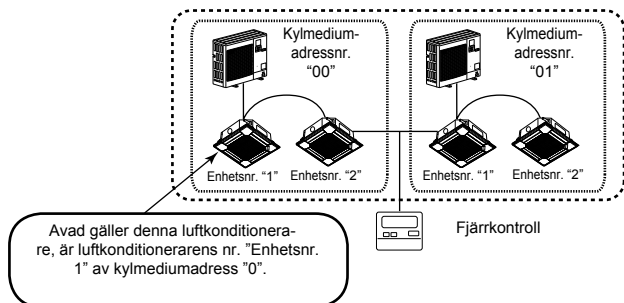 Kylmedium-
adressnr.
“00”
Kylmedium-
adressnr.
“01”
Enhetsnr. “1”
Enhetsnr. “2”
Enhetsnr. “1”
Enhetsnr. “2”
Avad gäller denna luftkonditionera-
re, är luftkonditionerarens nr. ”Enhetsnr.
1” av kylmediumadress ”0”.
Fjärrkontroll